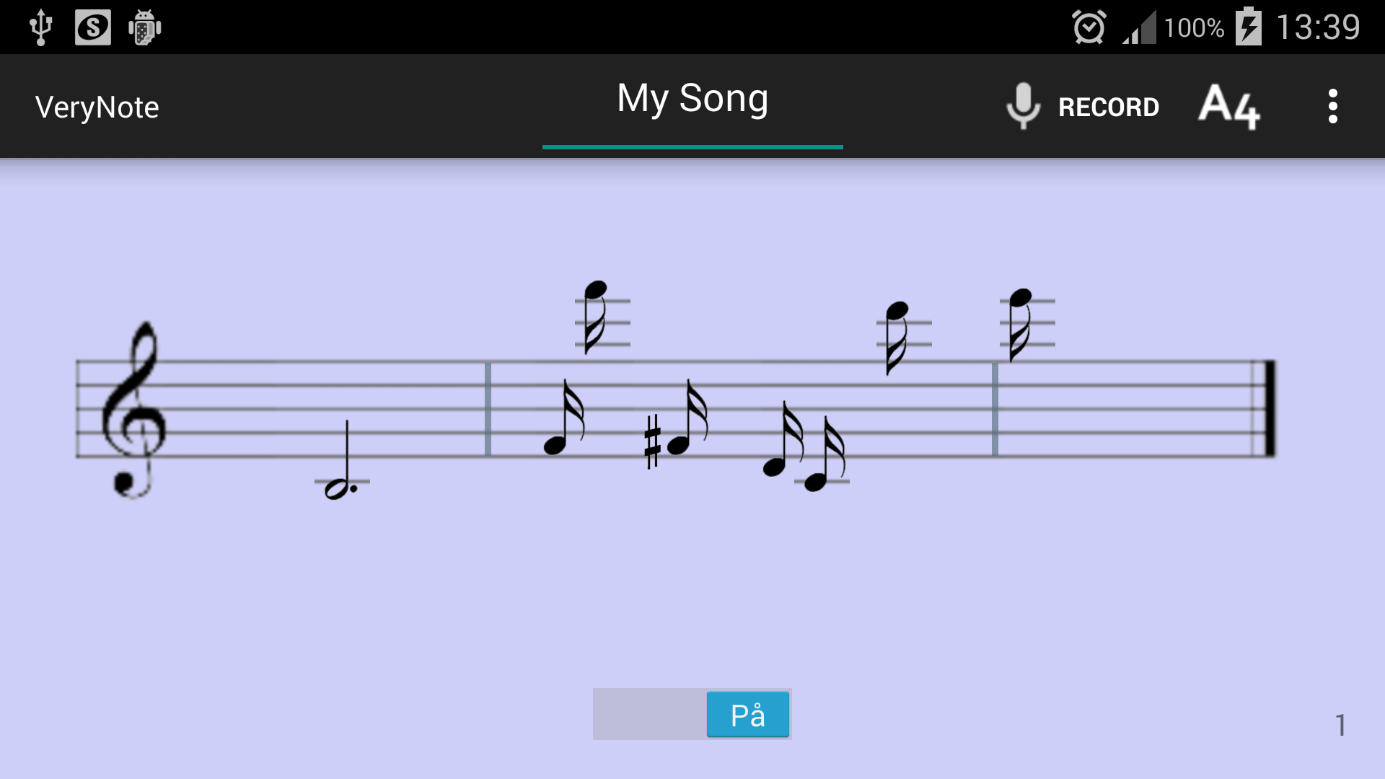 S 100% 13:39
VeryNote My Song RECORD A4
På
1